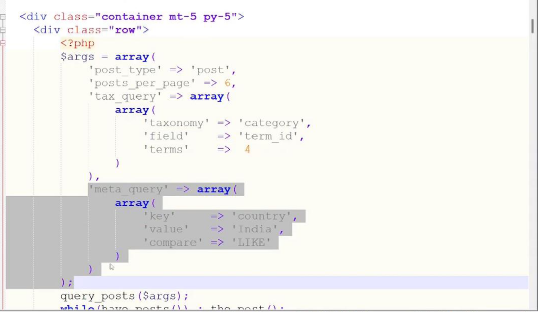 <div class="container mt-5 py-5">
<div class="row">
<?php
$args = array(
'post_type' => 'post',
'posts_per_page' => 6,
'tax_query' => array(
array(
'taxonomy' => 'category',
'field' => 'term_id',
'terms' => 4
)
),
'meta_query' => array(
array(
'key' => 'country',
'value' => 'india',
'compare' => 'LIKE'
)
)
);
query_posts($args);
while(have_posts()) : the_post();